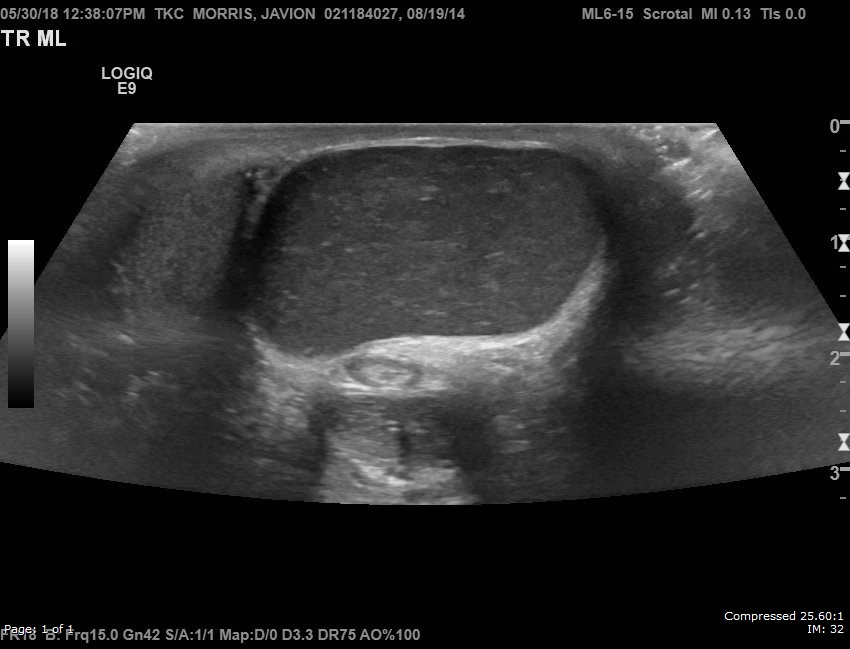 05/30/18 12:38:07PM TKC MORRIS, JAVION 021184027, 08/19/14 ML6-15 Scrotal MI 0.13 TIs 0.0
TR ML
LOGIQ
E9
0
1
2
3
Compressed 25.60:1
Page: 1 of 1 IM: 32
FR18 B: Frq15.0 Gn42 S/A:1/1 Map:D/0 D3.3 DR75 AO%100